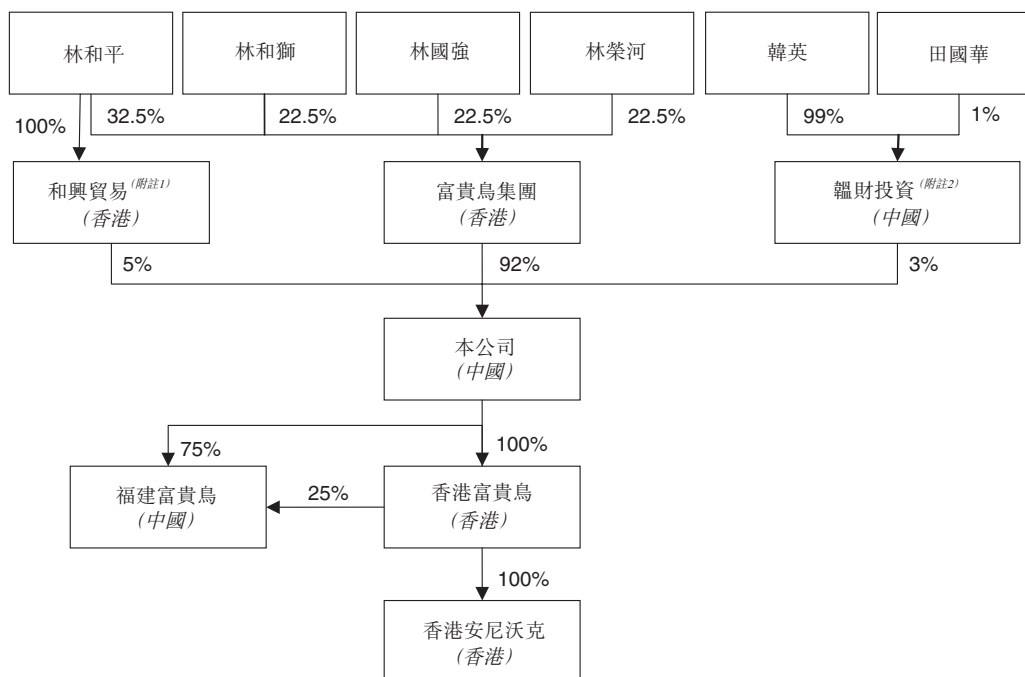 林和平
林和獅
林國強
林榮河
韓英
田國華
100%
32.5%
22.5%
22.5%
22.5%
99%
1%
和興貿易(附註1)
(香港)
富貴鳥集團
(香港)
韞財投資(附註2)
(中國)
5%
92%
3%
本公司
(中國)
75%
100%
福建富貴鳥
(中國)
25%
香港富貴鳥
(香港)
100%
香港安尼沃克
(香港)